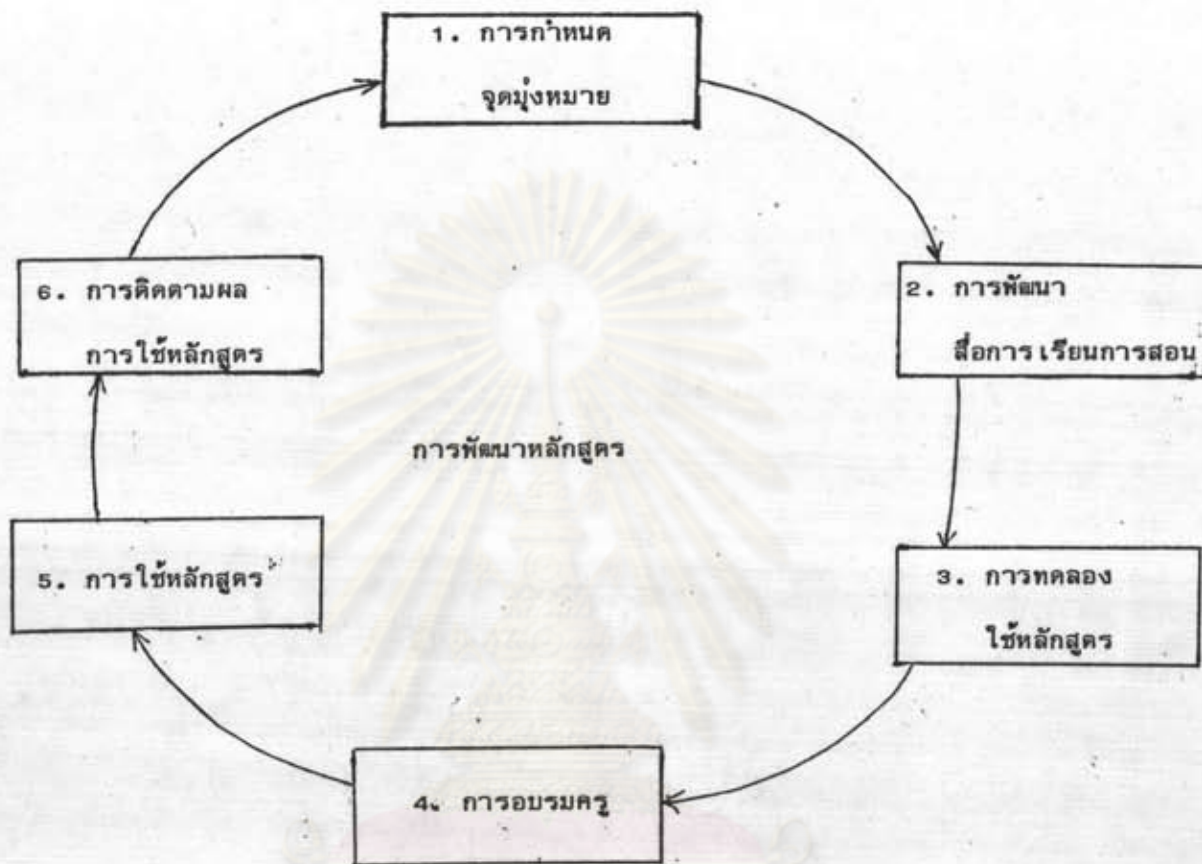 1. การกำหนด
จุดมุ่งหมาย
2. การพัฒนา
สื่อการเรียนการสอน
3. การทดลอง
ใช้หลักสูตร
4. การอบรมครู
5. การใช้หลักสูตร
6. การติดตามผล
การใช้หลักสูตร
การพัฒนาหลักสูตร